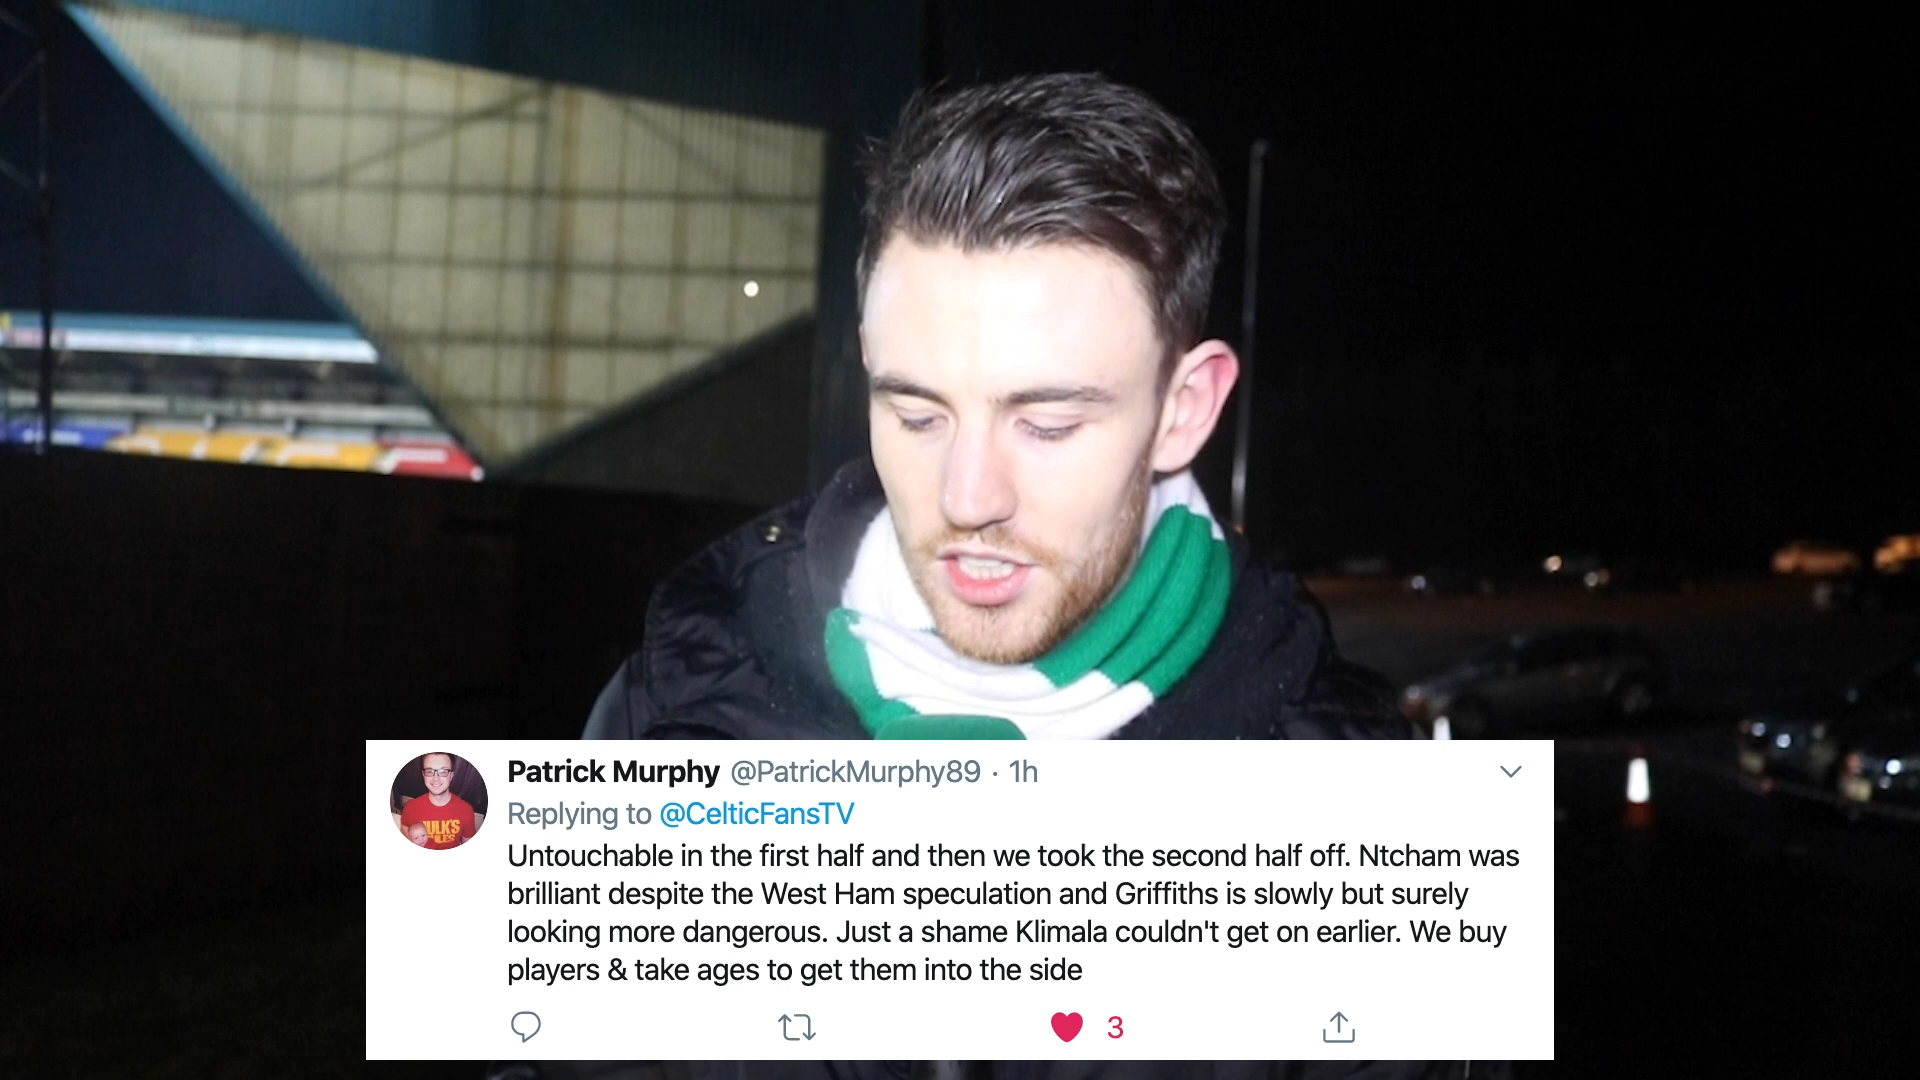 Patrick Murphy @PatrickMurphy89 · 1h
Replying to @CelticFansTV
Untouchable in the first half and then we took the second half off. Ntcham was
brilliant despite the West Ham speculation and Griffiths is slowly but surely
looking more dangerous. Just a shame Klimala couldn't get on earlier. We buy
players & take ages to get them into the side
3